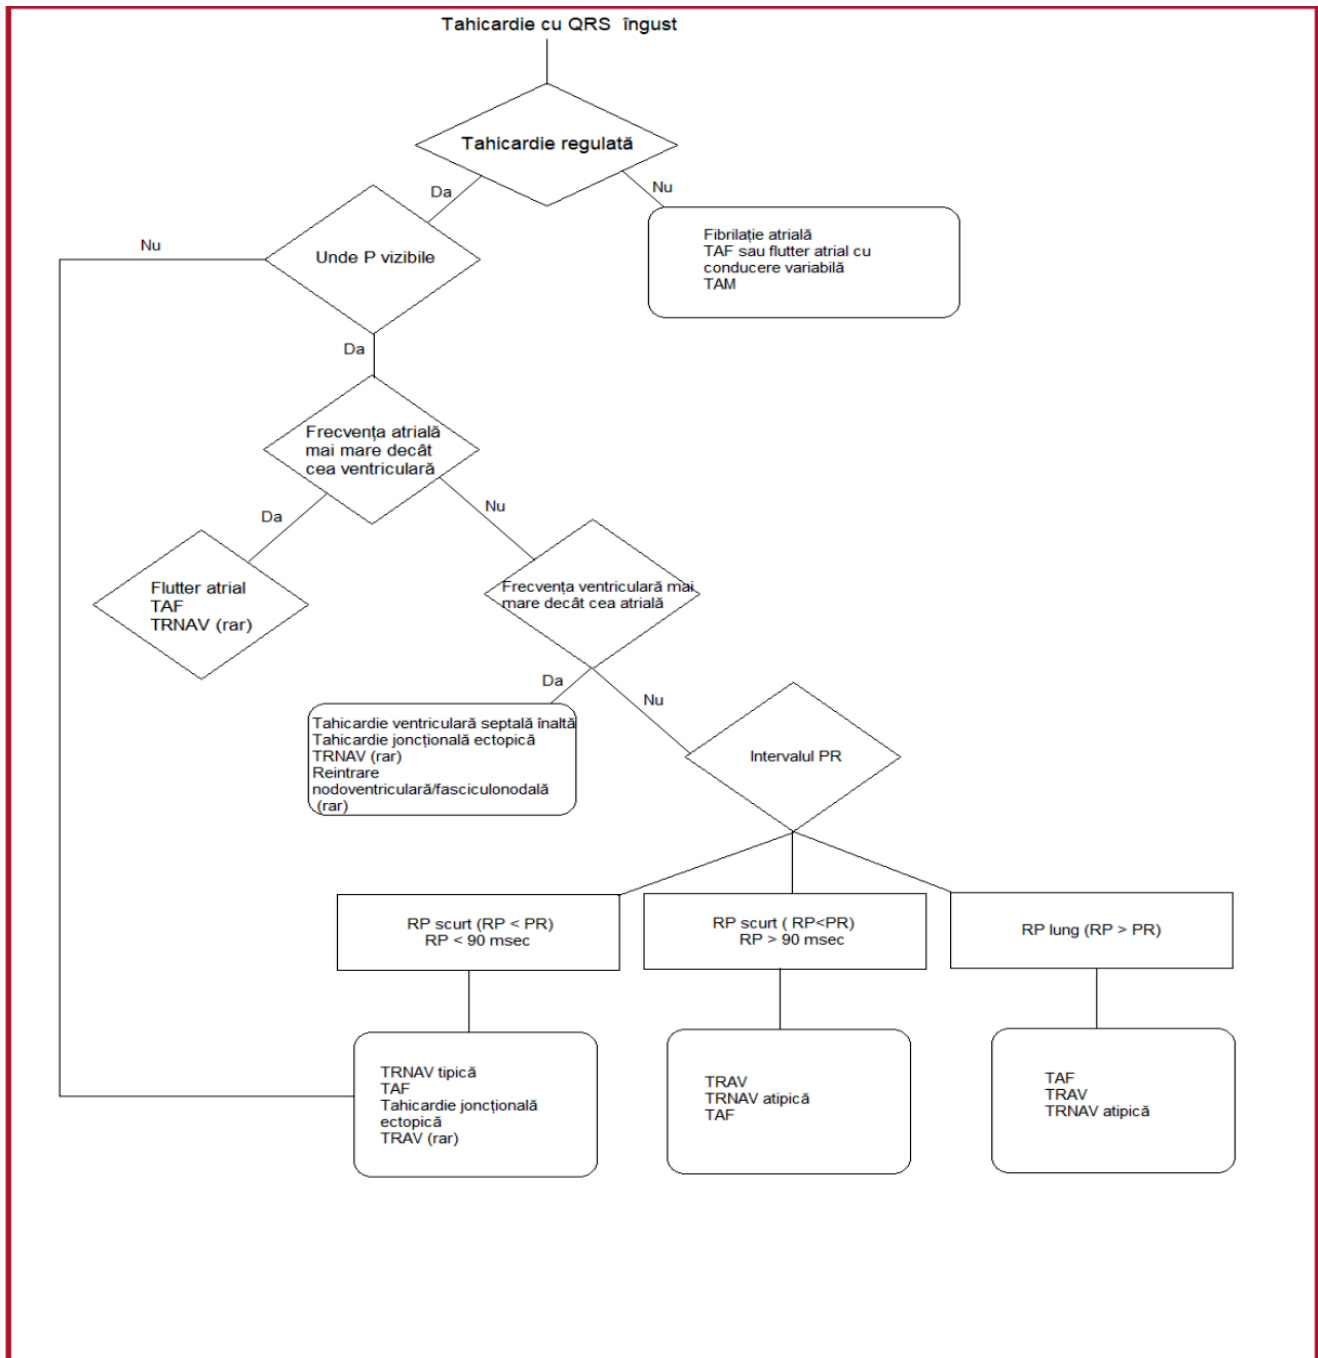 Tahicardie cu QRS îngust
Tahicardie regulată
Da
Nu
Nu
Unde P vizibile
Fibrilație atrială
TAF sau flutter atrial cu
conducere variabilă
TAM
Da
Frecvența atrială
mai mare decât
cea ventriculară
Da
Nu
Flutter atrial
TAF
TRNAV (rar)
Frecvența ventriculară mai
mare decât cea atrială
Da
Nu
Tahicardie ventriculară septală înaltă
Tahicardie joncțională ectopică
TRNAV (rar)
Reintrare
nodoventriculară/fasciculonodală
(rar)
Intervalul PR
RP scurt (RP < PR)
RP < 90 msec
RP scurt ( RP<PR)
RP > 90 msec
RP lung (RP > PR)
TRNAV tipică
TAF
Tahicardie joncțională
ectopică
TRAV (rar)
TRAV
TRNAV atipică
TAF
TAF
TRAV
TRNAV atipică